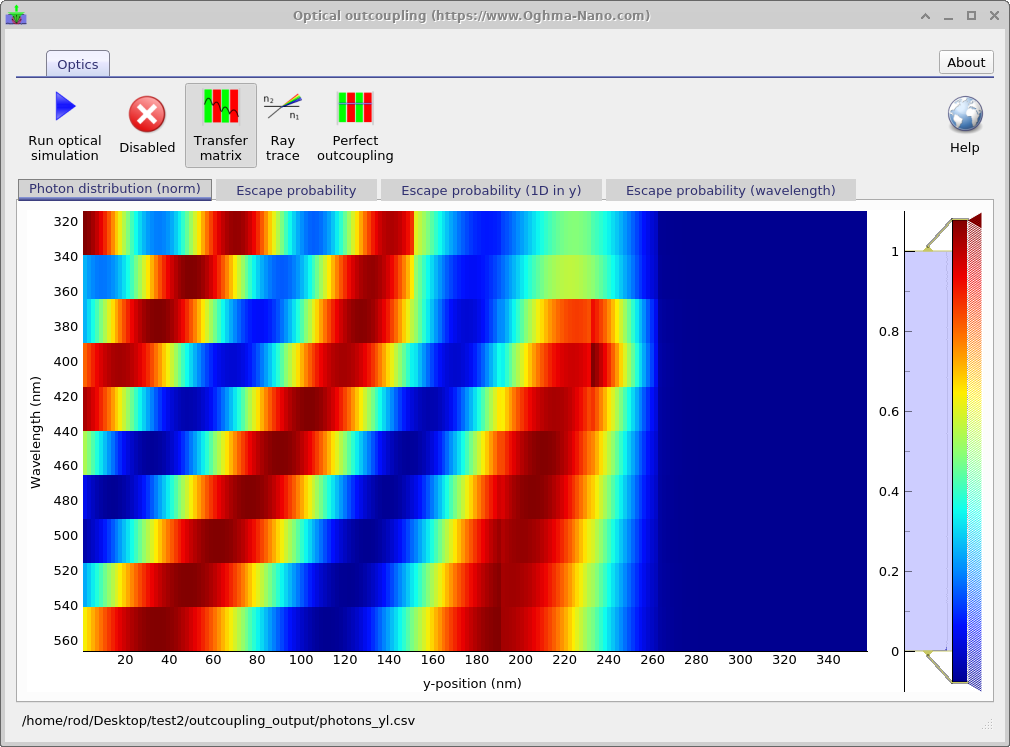 Optical outcoupling (https://www.Oghma-Nano.com)
Optics
About
Run optical
simulation
Disabled
Transfer
matrix
n2
n1
Ray
trace
Perfect
outcoupling
Help
Photon distribution (norm)
Escape probability
Escape probability (1D in y)
Escape probability (wavelength)
Wavelength (nm)
320
340
360
380
400
420
440
460
480
500
520
540
560
20 40 60 80 100 120 140 160 180 200 220 240 260 280 300 320 340
y-position (nm)
1
0.8
0.6
0.4
0.2
0
/home/rod/Desktop/test2/outcoupling_output/photons_yl.csv